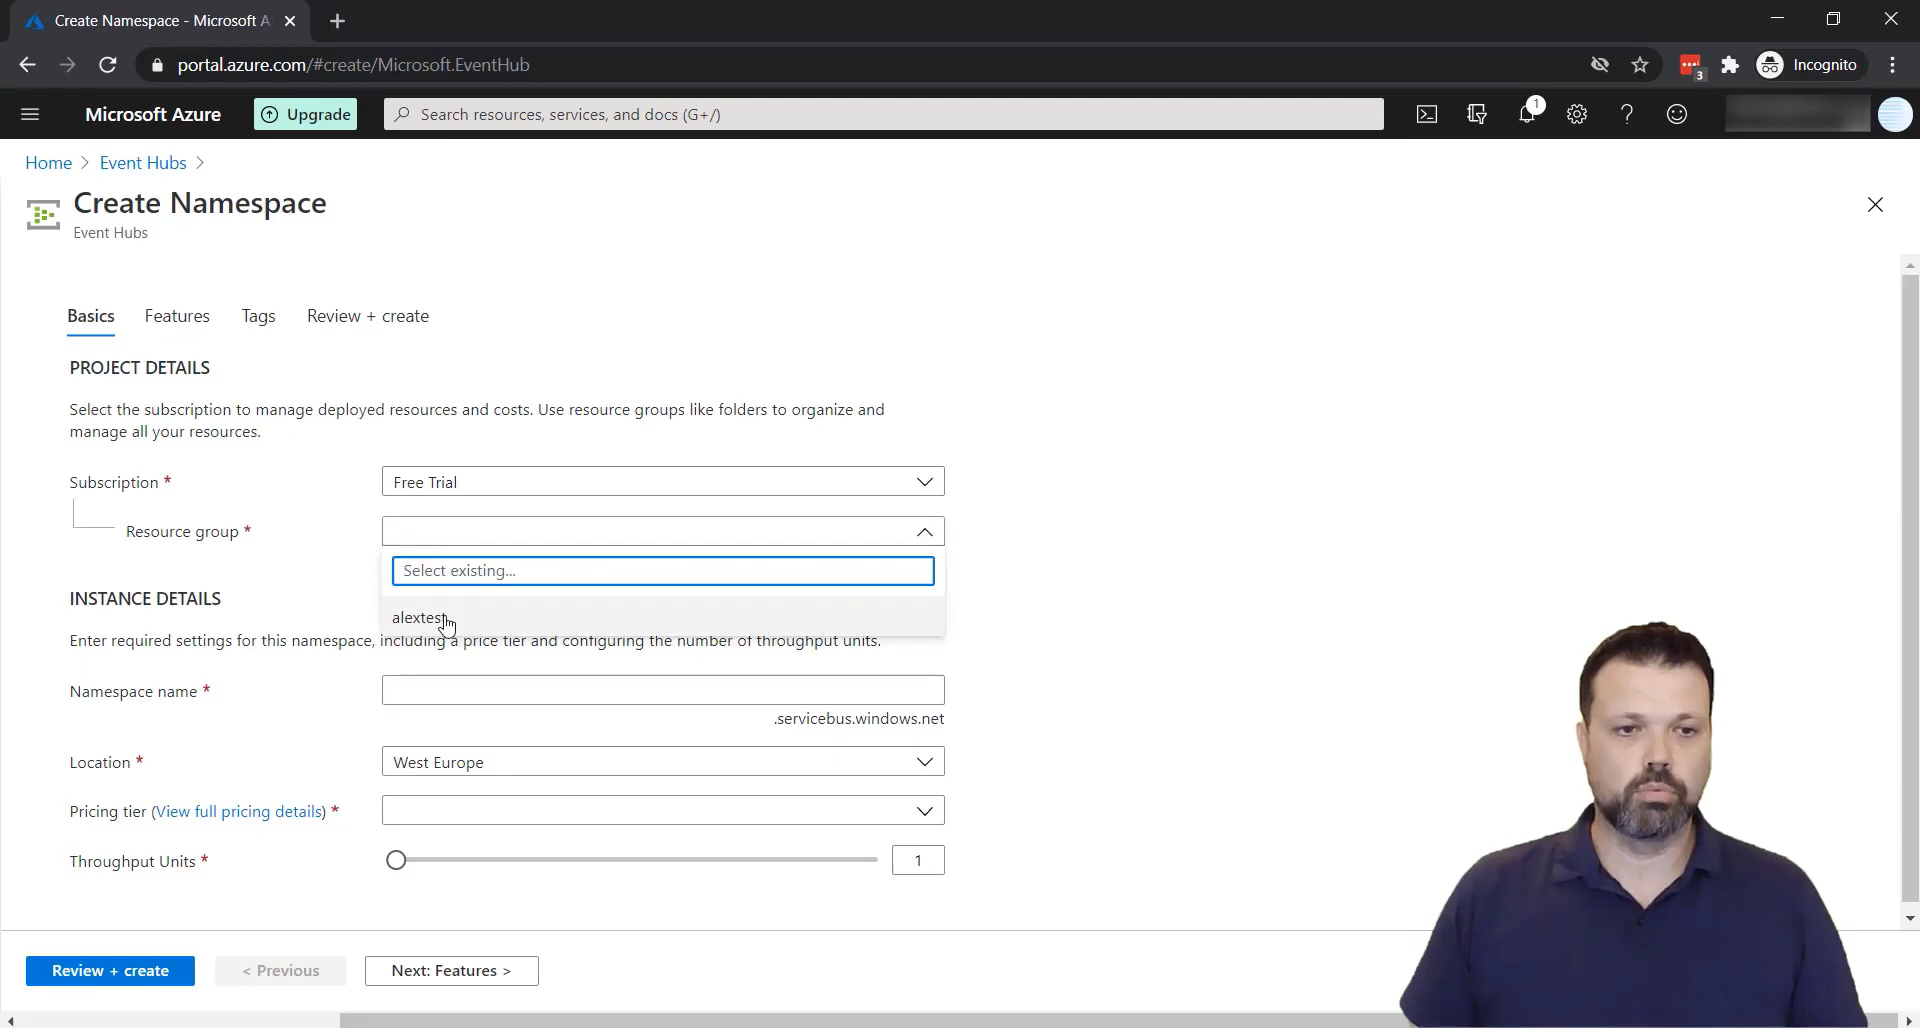 Create Namespace - Microsoft A
portal.azure.com/#create/Microsoft.EventHub
3
Incognito
Microsoft Azure
Upgrade
Search resources, services, and docs (G+/)
1
Home > Event Hubs >
Create Namespace
Event Hubs
Basics Features Tags Review + create
PROJECT DETAILS
Select the subscription to manage deployed resources and costs. Use resource groups like folders to organize and
manage all your resources.
Subscription *
Free Trial
Resource group *
Select existing...
alextest
INSTANCE DETAILS
Enter required settings for this namespace, including a price tier and configuring the number of throughput units.
Namespace name *
.servicebus.windows.net
Location *
West Europe
Pricing tier (View full pricing details) *
Throughput Units *
1
Review + create
< Previous
Next: Features >